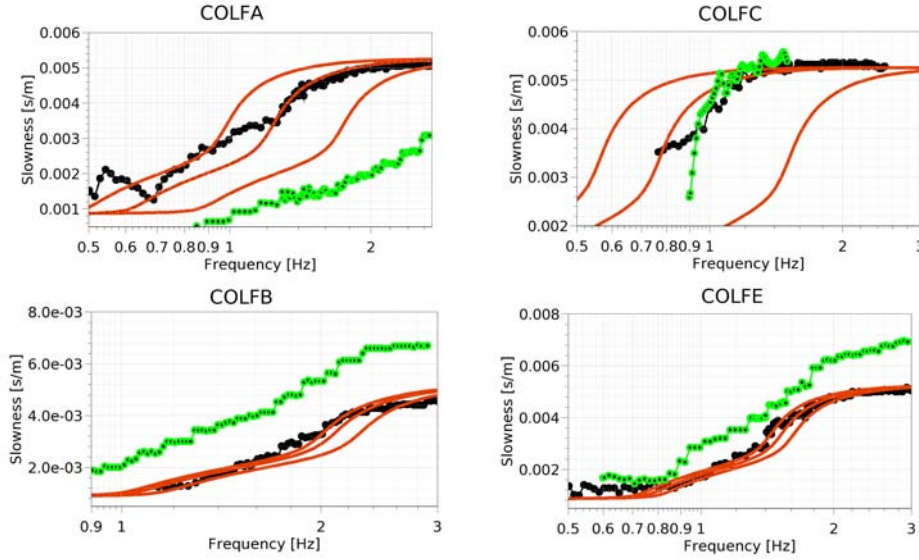 COLFA
0.006
0.005
0.004
0.003
0.002
0.001
Slowness [s/m]
0.5 0.6 0.7 0.8 0.9 1 2
Frequency [Hz]
COLFC
0.006
0.005
0.004
0.003
0.002
Slowness [s/m]
0.5 0.6 0.7 0.8 0.9 1 2 3
Frequency [Hz]
COLFB
8.0e-03
6.0e-03
4.0e-03
2.0e-03
Slowness [s/m]
0.9 1 2 3
Frequency [Hz]
COLFE
0.008
0.006
0.004
0.002
Slowness [s/m]
0.5 0.6 0.7 0.8 0.9 1 2 3
Frequency [Hz]